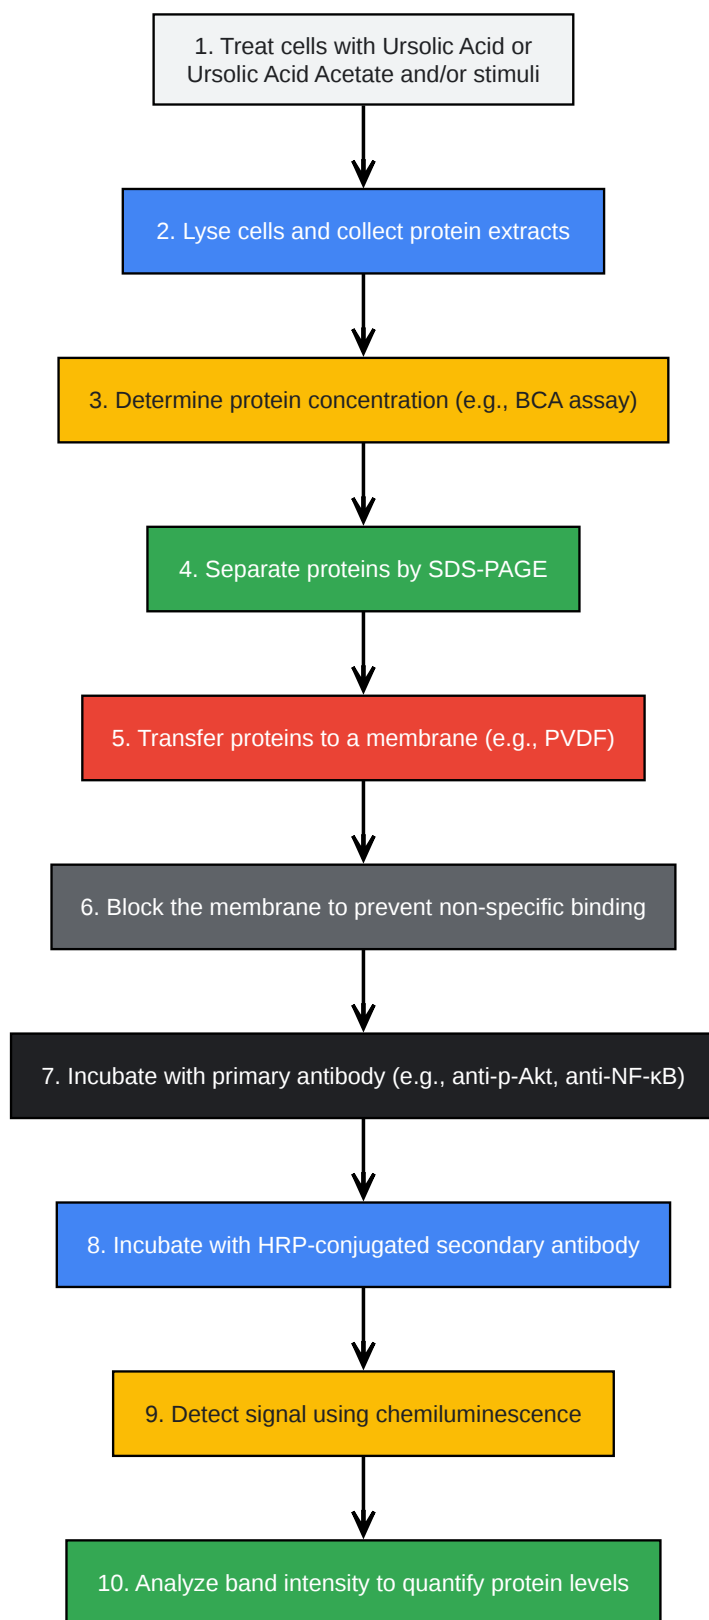 1. Treat cells with Ursolic Acid or
Ursolic Acid Acetate and/or stimuli
2. Lyse cells and collect protein extracts
3. Determine protein concentration (e.g., BCA assay)
4. Separate proteins by SDS-PAGE
5. Transfer proteins to a membrane (e.g., PVDF)
6. Block the membrane to prevent non-specific binding
7. Incubate with primary antibody (e.g., anti-p-Akt, anti-NF-κB)
8. Incubate with HRP-conjugated secondary antibody
9. Detect signal using chemiluminescence
10. Analyze band intensity to quantify protein levels